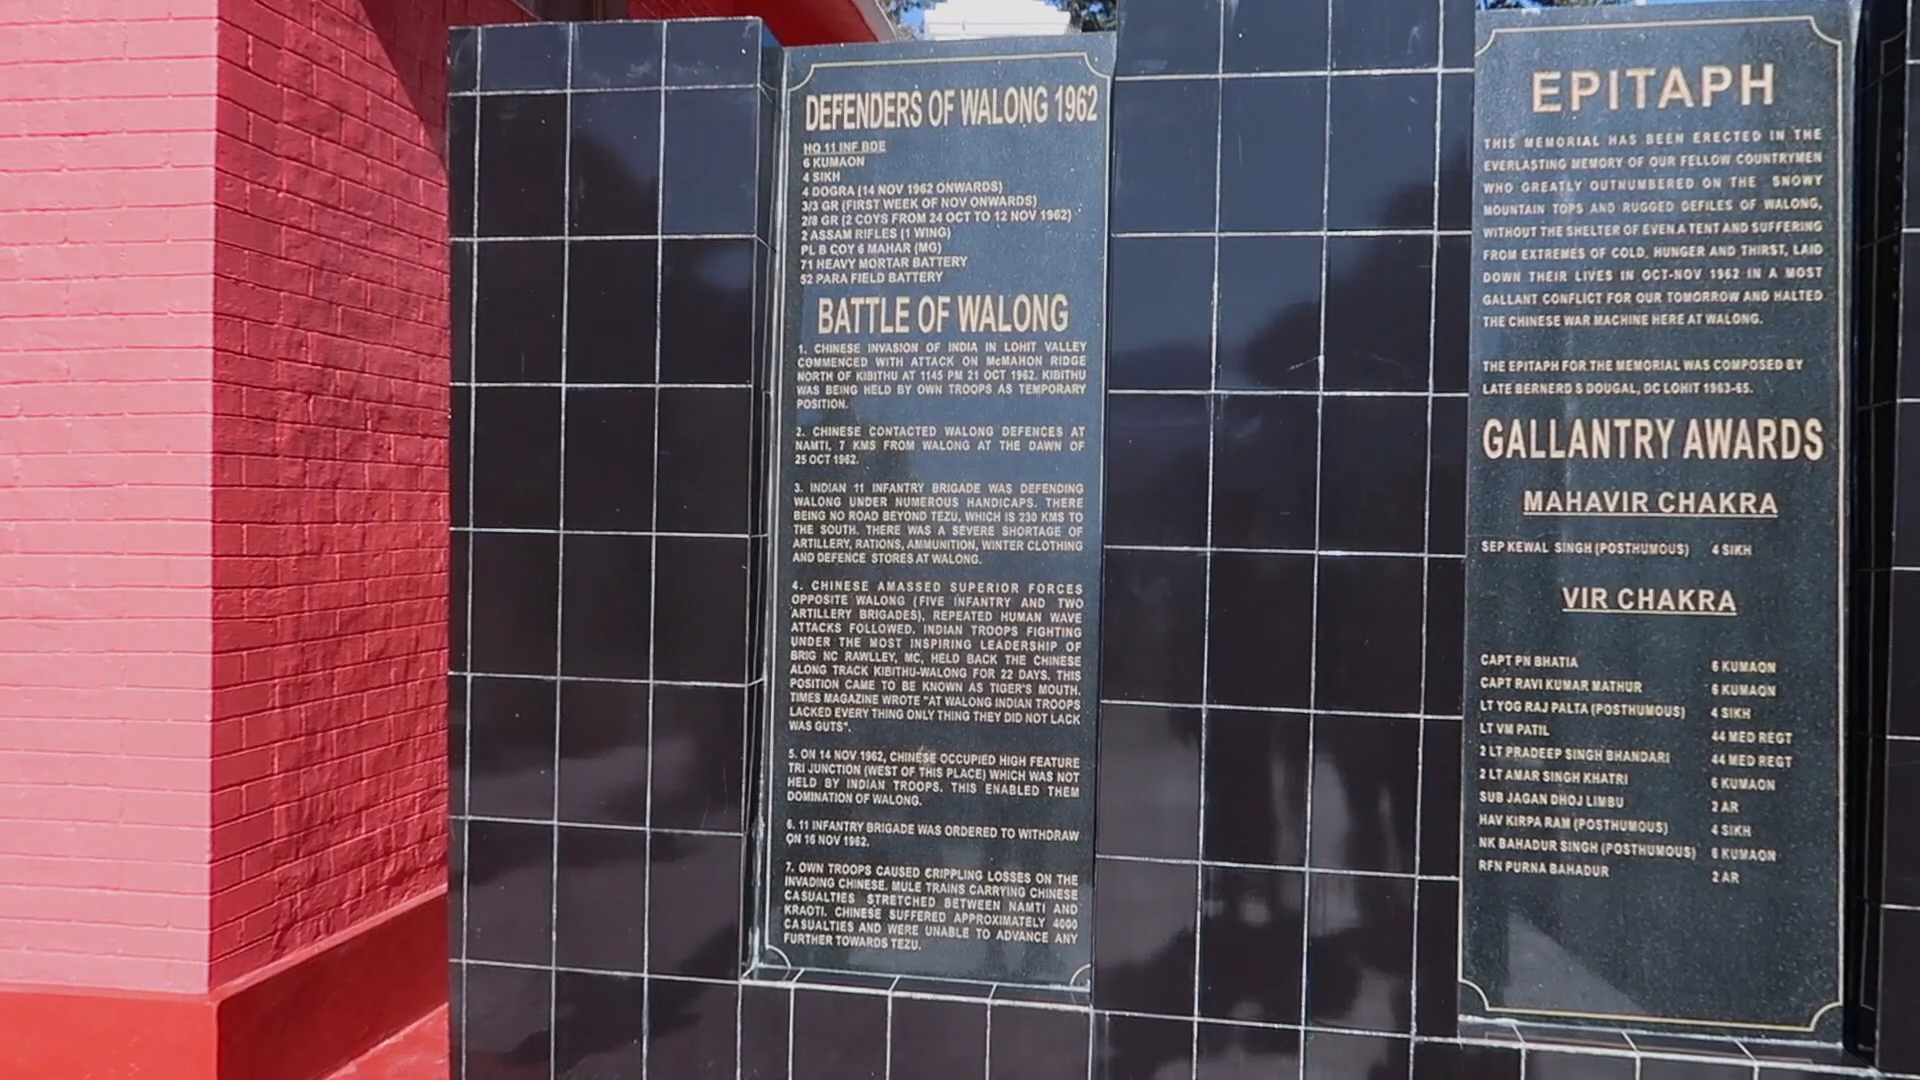 DEFENDERS OF WALONG 1962
HQ 11 INF BDE
6 KUMAON
4 SIKH
4 DOGRA (14 NOV 1962 ONWARDS)
3/3 GR (FIRST WEEK OF NOV ONWARDS)
2/8 GR (2 COYS FROM 24 OCT TO 12 NOV 1962)
2 ASSAM RIFLES (1 WING)
PL B COY 6 MAHAR (MG)
71 HEAVY MORTAR BATTERY
52 PARA FIELD BATTERY
BATTLE OF WALONG
1. CHINESE INVASION OF INDIA IN LOHIT VALLEY
COMMENCED WITH ATTACK ON McMAHON RIDGE
NORTH OF KIBITHU AT 1145 PM 21 OCT 1962. KIBITHU
WAS BEING HELD BY OWN TROOPS AS TEMPORARY
POSITION.
2. CHINESE CONTACTED WALONG DEFENCES AT
NAMTI, 7 KMS FROM WALONG AT THE DAWN OF
25 OCT 1962.
3. INDIAN 11 INFANTRY BRIGADE WAS DEFENDING
WALONG UNDER NUMEROUS HANDICAPS. THERE
BEING NO ROAD BEYOND TEZU, WHICH IS 230 KMS TO
THE SOUTH. THERE WAS A SEVERE SHORTAGE OF
ARTILLERY, RATIONS, AMMUNITION, WINTER CLOTHING
AND DEFENCE STORES AT WALONG.
4. CHINESE AMASSED SUPERIOR FORCES
OPPOSITE WALONG (FIVE INFANTRY AND TWO
ARTILLERY BRIGADES), REPEATED HUMAN WAVE
ATTACKS FOLLOWED. INDIAN TROOPS FIGHTING
UNDER THE MOST INSPIRING LEADERSHIP OF
BRIG NC RAWLLEY, MC, HELD BACK THE CHINESE
ALONG TRACK KIBITHU-WALONG FOR 22 DAYS. THIS
POSITION CAME TO BE KNOWN AS TIGER'S MOUTH.
TIMES MAGAZINE WROTE "AT WALONG INDIAN TROOPS
LACKED EVERY THING ONLY THING THEY DID NOT LACK
WAS GUTS".
5. ON 14 NOV 1962, CHINESE OCCUPIED HIGH FEATURE
TRI JUNCTION (WEST OF THIS PLACE) WHICH WAS NOT
HELD BY INDIAN TROOPS. THIS ENABLED THEM
DOMINATION OF WALONG.
6. 11 INFANTRY BRIGADE WAS ORDERED TO WITHDRAW
ON 16 NOV 1962.
7. OWN TROOPS CAUSED CRIPPLING LOSSES ON THE
INVADING CHINESE. MULE TRAINS CARRYING CHINESE
CASUALTIES STRETCHED BETWEEN NAMTI AND
KRAOTI. CHINESE SUFFERED APPROXIMATELY 4000
CASUALTIES AND WERE UNABLE TO ADVANCE ANY
FURTHER TOWARDS TEZU.
EPITAPH
THIS MEMORIAL HAS BEEN ERECTED IN THE
EVERLASTING MEMORY OF OUR FELLOW COUNTRYMEN
WHO GREATLY OUTNUMBERED ON THE SNOWY
MOUNTAIN TOPS AND RUGGED DEFILES OF WALONG,
WITHOUT THE SHELTER OF EVEN A TENT AND SUFFERING
FROM EXTREMES OF COLD, HUNGER AND THIRST, LAID
DOWN THEIR LIVES IN OCT-NOV 1962 IN A MOST
GALLANT CONFLICT FOR OUR TOMORROW AND HALTED
THE CHINESE WAR MACHINE HERE AT WALONG.
THE EPITAPH FOR THE MEMORIAL WAS COMPOSED BY
LATE BERNERD S DOUGAL, DC LOHIT 1963-65.
GALLANTRY AWARDS
MAHAVIR CHAKRA
SEP KEWAL SINGH (POSTHUMOUS) 4 SIKH
VIR CHAKRA
CAPT PN BHATIA 6 KUMAON
CAPT RAVI KUMAR MATHUR 6 KUMAON
LT YOG RAJ PALTA (POSTHUMOUS) 4 SIKH
LT VM PATIL 44 MED REGT
2 LT PRADEEP SINGH BHANDARI 44 MED REGT
2 LT AMAR SINGH KHATRI 6 KUMAON
SUB JAGAN DHOJ LIMBU 2 AR
HAV KIRPA RAM (POSTHUMOUS) 4 SIKH
NK BAHADUR SINGH (POSTHUMOUS) 6 KUMAON
RFN PURNA BAHADUR 2 AR